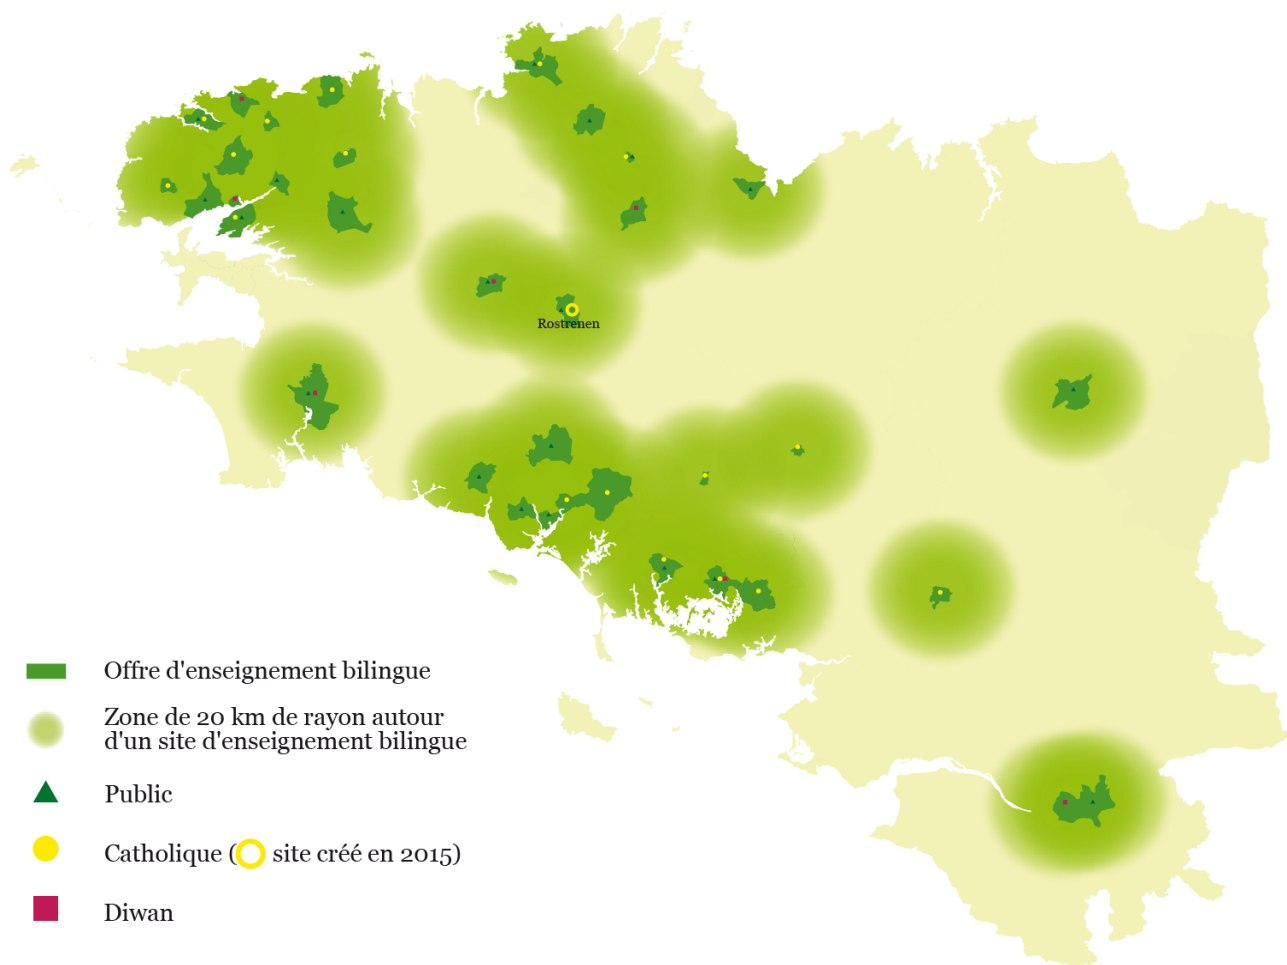 Rostrenen
Offre d'enseignement bilingue
Zone de 20 km de rayon autour
d'un site d'enseignement bilingue
Public
Catholique ( site créé en 2015)
Diwan